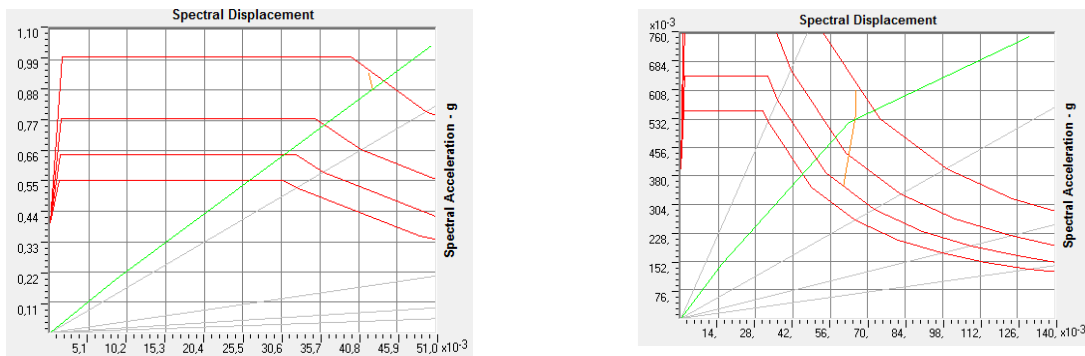 Spectral Displacement
1,10
0,99
0,88
0,77
0,66
0,55
0,44
0,33
0,22
0,11
5,1 10,2 15,3 20,4 25,5 30,6 35,7 40,8 45,9 51,0 x10⁻³
Spectral Acceleration - g
Spectral Displacement
x10⁻³
760,
684,
608,
532,
456,
380,
304,
228,
152,
76,
14, 28, 42, 56, 70, 84, 98, 112, 126, 140, x10⁻³
Spectral Acceleration - g